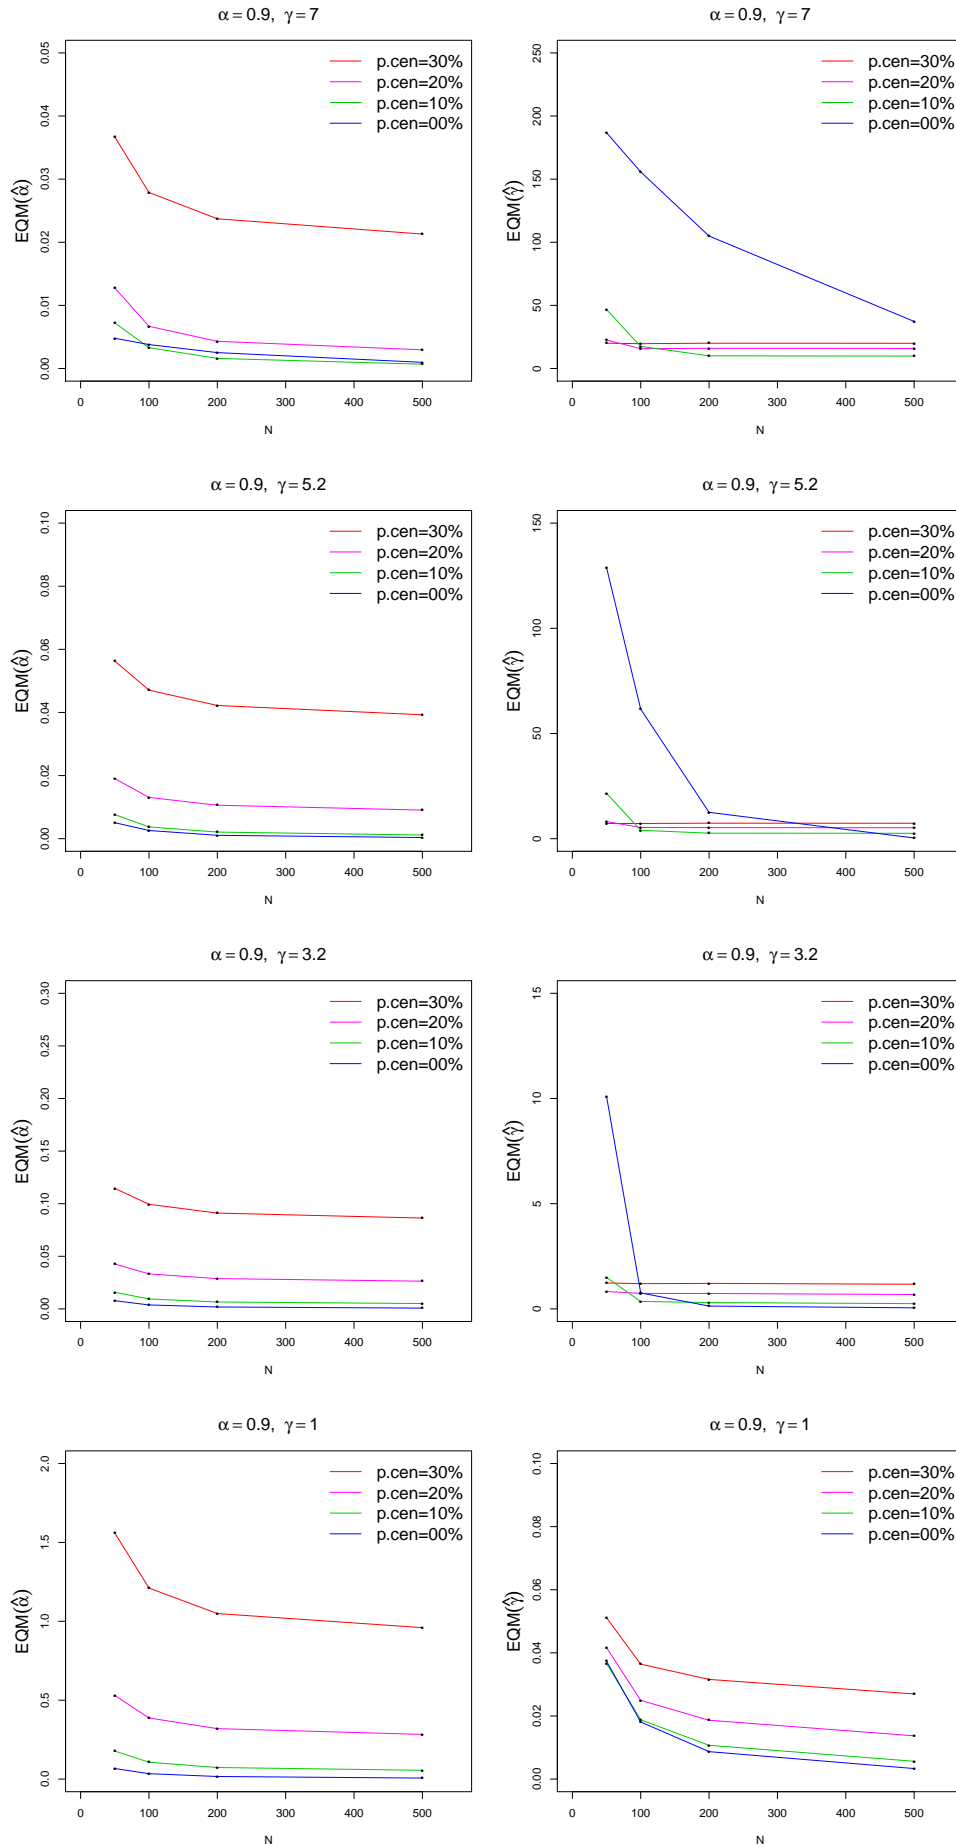 α = 0.9, γ = 7
EQM(α̂)
0.00 0.01 0.02 0.03 0.04 0.05
p.cen=30%
p.cen=20%
p.cen=10%
p.cen=00%
0 100 200 300 400 500
N
α = 0.9, γ = 7
EQM(γ̂)
0 50 100 150 200 250
p.cen=30%
p.cen=20%
p.cen=10%
p.cen=00%
0 100 200 300 400 500
N
α = 0.9, γ = 5.2
EQM(α̂)
0.00 0.02 0.04 0.06 0.08 0.10
p.cen=30%
p.cen=20%
p.cen=10%
p.cen=00%
0 100 200 300 400 500
N
α = 0.9, γ = 5.2
EQM(γ̂)
0 50 100 150
p.cen=30%
p.cen=20%
p.cen=10%
p.cen=00%
0 100 200 300 400 500
N
α = 0.9, γ = 3.2
EQM(α̂)
0.00 0.05 0.10 0.15 0.20 0.25 0.30
p.cen=30%
p.cen=20%
p.cen=10%
p.cen=00%
0 100 200 300 400 500
N
α = 0.9, γ = 3.2
EQM(γ̂)
0 5 10 15
p.cen=30%
p.cen=20%
p.cen=10%
p.cen=00%
0 100 200 300 400 500
N
α = 0.9, γ = 1
EQM(α̂)
0.0 0.5 1.0 1.5 2.0
p.cen=30%
p.cen=20%
p.cen=10%
p.cen=00%
0 100 200 300 400 500
N
α = 0.9, γ = 1
EQM(γ̂)
0.00 0.02 0.04 0.06 0.08 0.10
p.cen=30%
p.cen=20%
p.cen=10%
p.cen=00%
0 100 200 300 400 500
N